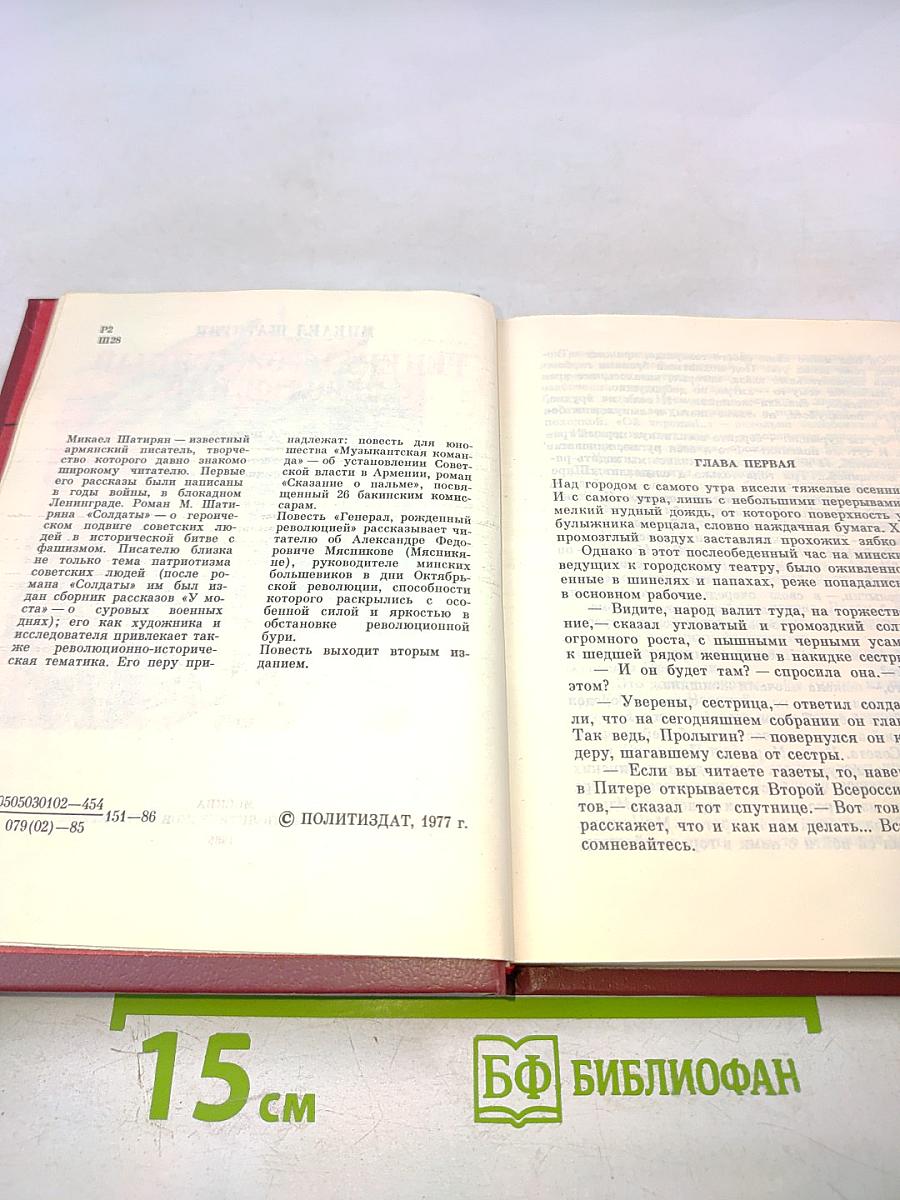 Р2
Ш28
Микаел Шатирян — известный
армянский писатель, творче-
ство которого давно знакомо
широкому читателю. Первые
его рассказы были написаны
в годы войны, в блокадном
Ленинграде. Роман М. Шати-
ряна «Солдаты» — о героиче-
ском подвиге советских лю-
дей в исторической битве с
фашизмом. Писателю близка
не только тема патриотизма
советских людей (после ро-
мана «Солдаты» им был из-
дан сборник рассказов «У мо-
ста» — о суровых военных
днях); его как художника и
исследователя привлекает так-
же революционно-историче-
ская тематика. Его перу при-
надлежат: повесть для юно-
шества «Музыкантская коман-
да» — об установлении Совет-
ской власти в Армении, роман
«Сказание о пальме», посвя-
щенный 26 бакинским комис-
сарам.
Повесть «Генерал, рожденный
революцией» рассказывает чи-
тателю об Александре Федо-
ровиче Мясникове (Мясникя-
не), руководителе минских
большевиков в дни Октябрь-
ской революции, способности
которого раскрылись с осо-
бенной силой и яркостью в
обстановке революционной
бури.
Повесть выходит вторым из-
данием.
0505030102—454
079(02)—85
151—86
© ПОЛИТИЗДАТ, 1977 г.
ГЛАВА ПЕРВАЯ
Над городом с самого утра висели тяжелые осенни
И с самого утра, лишь с небольшими перерывами
мелкий нудный дождь, от которого поверхность у
булыжника мерцала, словно наждачная бумага. Х
промозглый воздух заставлял прохожих зябко
Однако в этот послеобеденный час на мински
ведущих к городскому театру, было оживленно
енные в шинелях и папахах, реже попадались
в основном рабочие.
— Видите, народ валит туда, на торжестве
ние,— сказал угловатый и громоздкий сол
огромного роста, с пышными черными усам
к шедшей рядом женщине в накидке сестры
— И он будет там? — спросила она.—
этом?
— Уверены, сестрица,— ответил солда
ли, что на сегодняшнем собрании он глав
Так ведь, Пролыгин? — повернулся он к
деру, шагавшему слева от сестры.
— Если вы читаете газеты, то, наве
в Питере открывается Второй Всеросси
тов,— сказал тот спутнице.— Вот тов
расскажет, что и как нам делать... Вс
сомневайтесь.
15 см
БФ БИБЛИОФАН